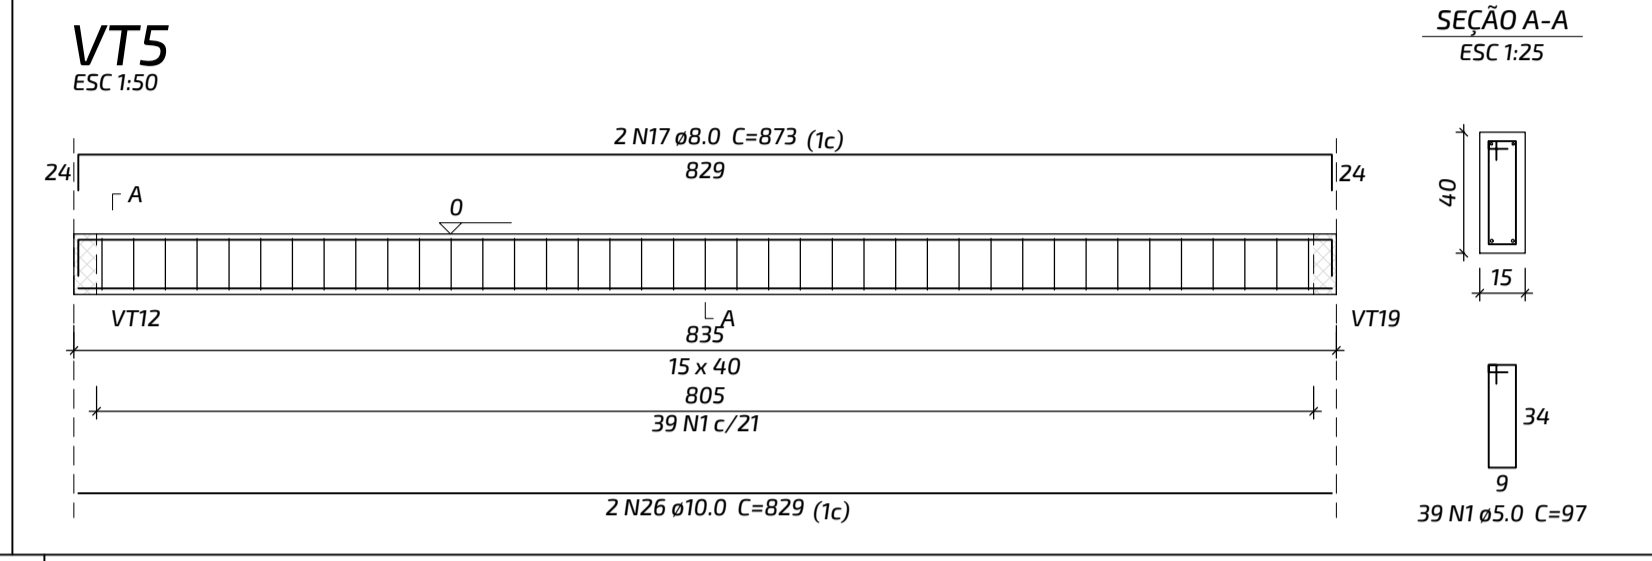 VT5
ESC 1:50
SEÇÃO A-A
ESC 1:25
2 N17 ø8.0 C=873 (1c)
24
829
24
A
0
VT12
A
VT19
835
15 x 40
805
39 N1 c/21
2 N26 ø10.0 C=829 (1c)
40
15
34
9
39 N1 ø5.0 C=97